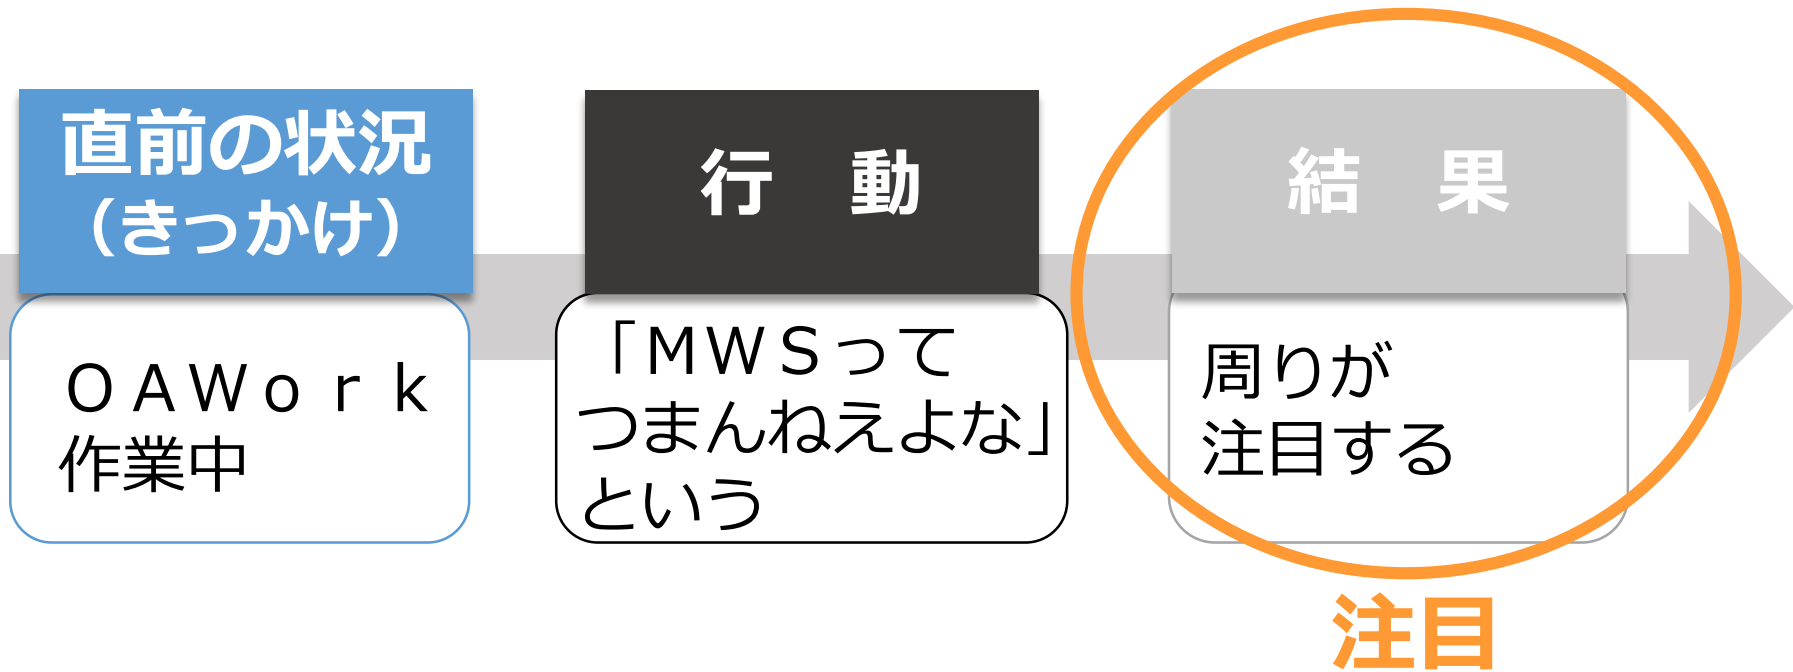 直前の状況
（きっかけ）
ＯＡＷｏｒｋ
作業中
行　動
「ＭＷＳって
つまんねえよな」
という
結　果
周りが
注目する
注目